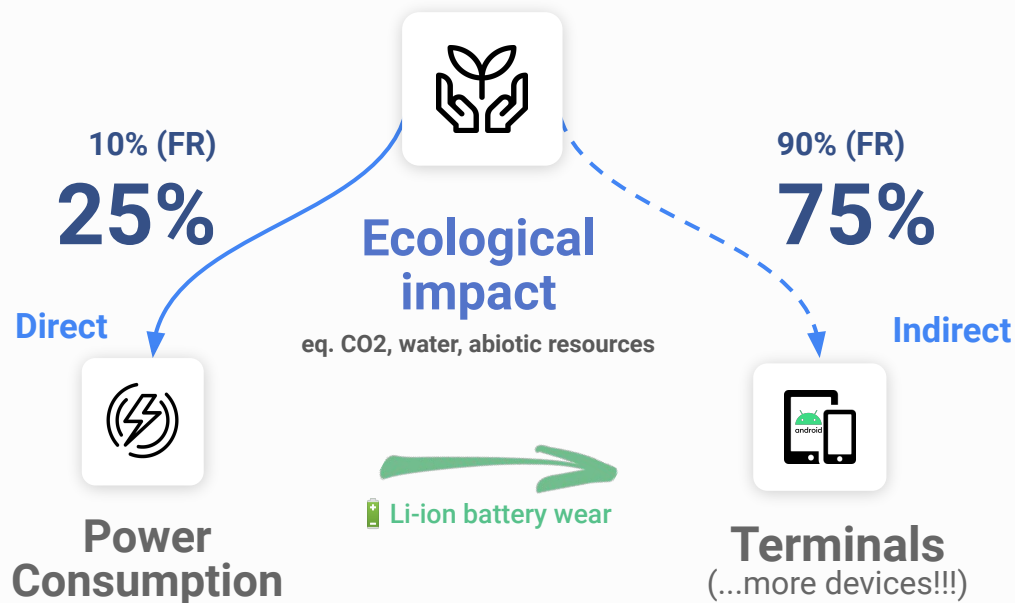 10% (FR)
25%
90% (FR)
75%
Ecological
impact
eq. CO2, water, abiotic resources
Direct
Indirect
android
Li-ion battery wear
Power
Consumption
Terminals
(...more devices!!!)